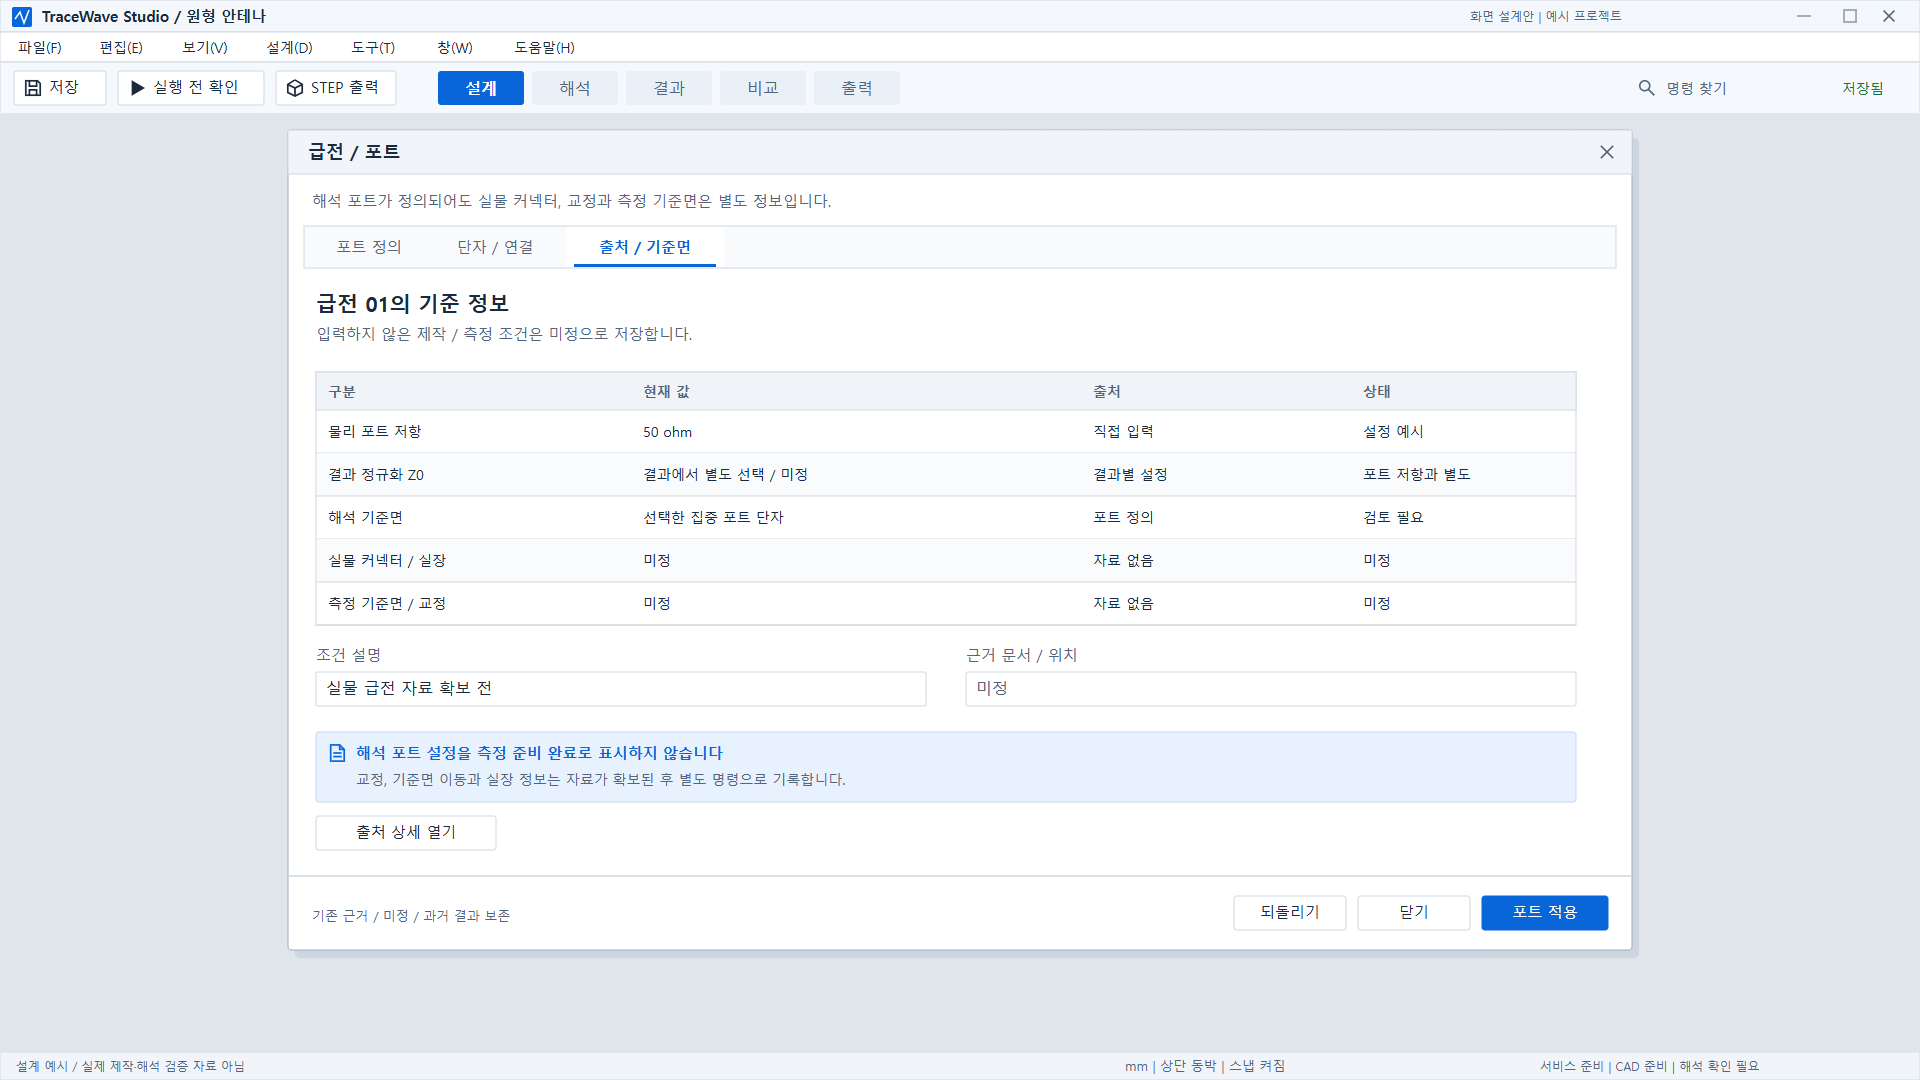 TraceWave Studio / 원형 안테나
화면 설계안 | 예시 프로젝트
파일(F) 편집(E) 보기(V) 설계(D) 도구(T) 창(W) 도움말(H)
저장 실행 전 확인 STEP 출력 설계 해석 결과 비교 출력 명령 찾기 저장됨
급전 / 포트
해석 포트가 정의되어도 실물 커넥터, 교정과 측정 기준면은 별도 정보입니다.
포트 정의 단자 / 연결 출처 / 기준면
급전 01의 기준 정보
입력하지 않은 제작 / 측정 조건은 미정으로 저장합니다.
구분 현재 값 출처 상태
물리 포트 저항 50 ohm 직접 입력 설정 예시
결과 정규화 Z0 결과에서 별도 선택 / 미정 결과별 설정 포트 저항과 별도
해석 기준면 선택한 집중 포트 단자 포트 정의 검토 필요
실물 커넥터 / 실장 미정 자료 없음 미정
측정 기준면 / 교정 미정 자료 없음 미정
조건 설명 근거 문서 / 위치
실물 급전 자료 확보 전 미정
해석 포트 설정을 측정 준비 완료로 표시하지 않습니다
교정, 기준면 이동과 실장 정보는 자료가 확보된 후 별도 명령으로 기록합니다.
출처 상세 열기
기존 근거 / 미정 / 과거 결과 보존 되돌리기 닫기 포트 적용
설계 예시 / 실제 제작·해석 검증 자료 아님 mm | 상단 동박 | 스냅 켜짐 서비스 준비 | CAD 준비 | 해석 확인 필요